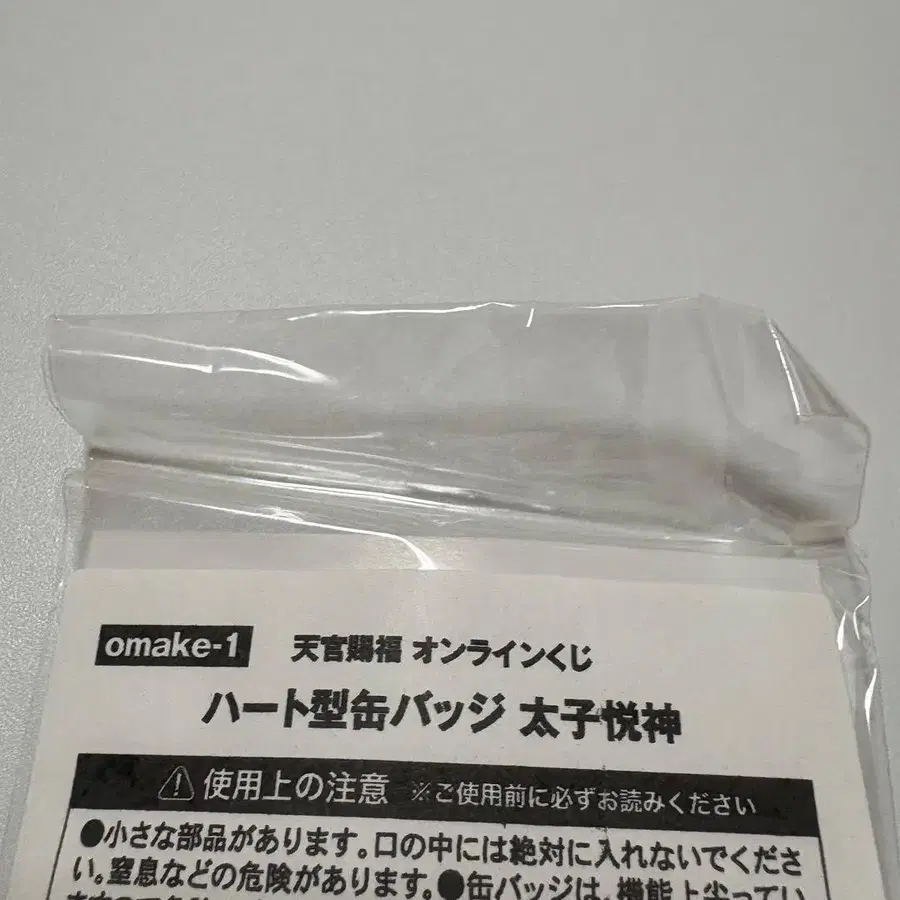 omake-1 天官賜福 オンラインくじ
ハート型缶バッジ 太子悦神
⚠使用上の注意 ※ご使用前に必ずお読みください
●小さな部品があります。口の中には絶対に入れないでくださ
い。窒息などの危険があります。●缶バッジは、機能上尖ってい